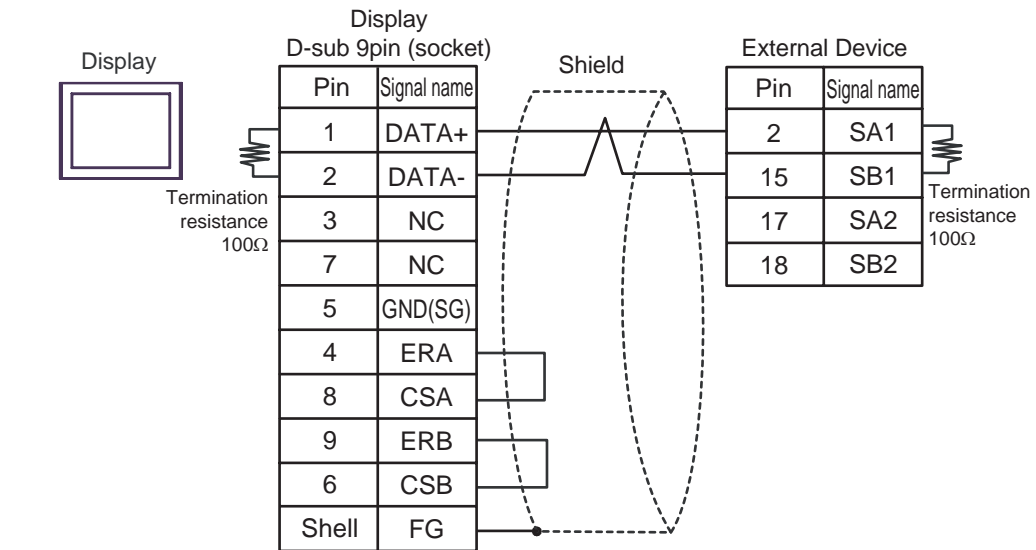 Display
Display
D-sub 9pin (socket)
Shield
External Device
Pin Signal name
1 DATA+
2 DATA-
3 NC
7 NC
5 GND(SG)
4 ERA
8 CSA
9 ERB
6 CSB
Shell FG
Termination
resistance
100Ω
Pin Signal name
2 SA1
15 SB1
17 SA2
18 SB2
Termination
resistance
100Ω